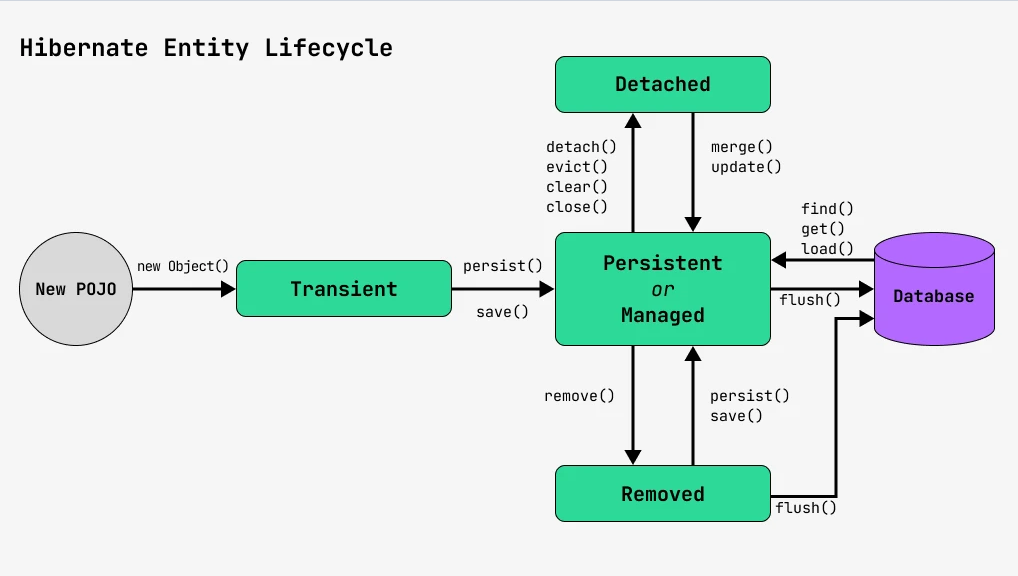 Hibernate Entity Lifecycle
Detached
detach()
evict()
clear()
close()
merge()
update()
find()
get()
load()
New POJO
new Object()
Transient
persist()
save()
Persistent
or
Managed
flush()
Database
remove()
persist()
save()
Removed
flush()